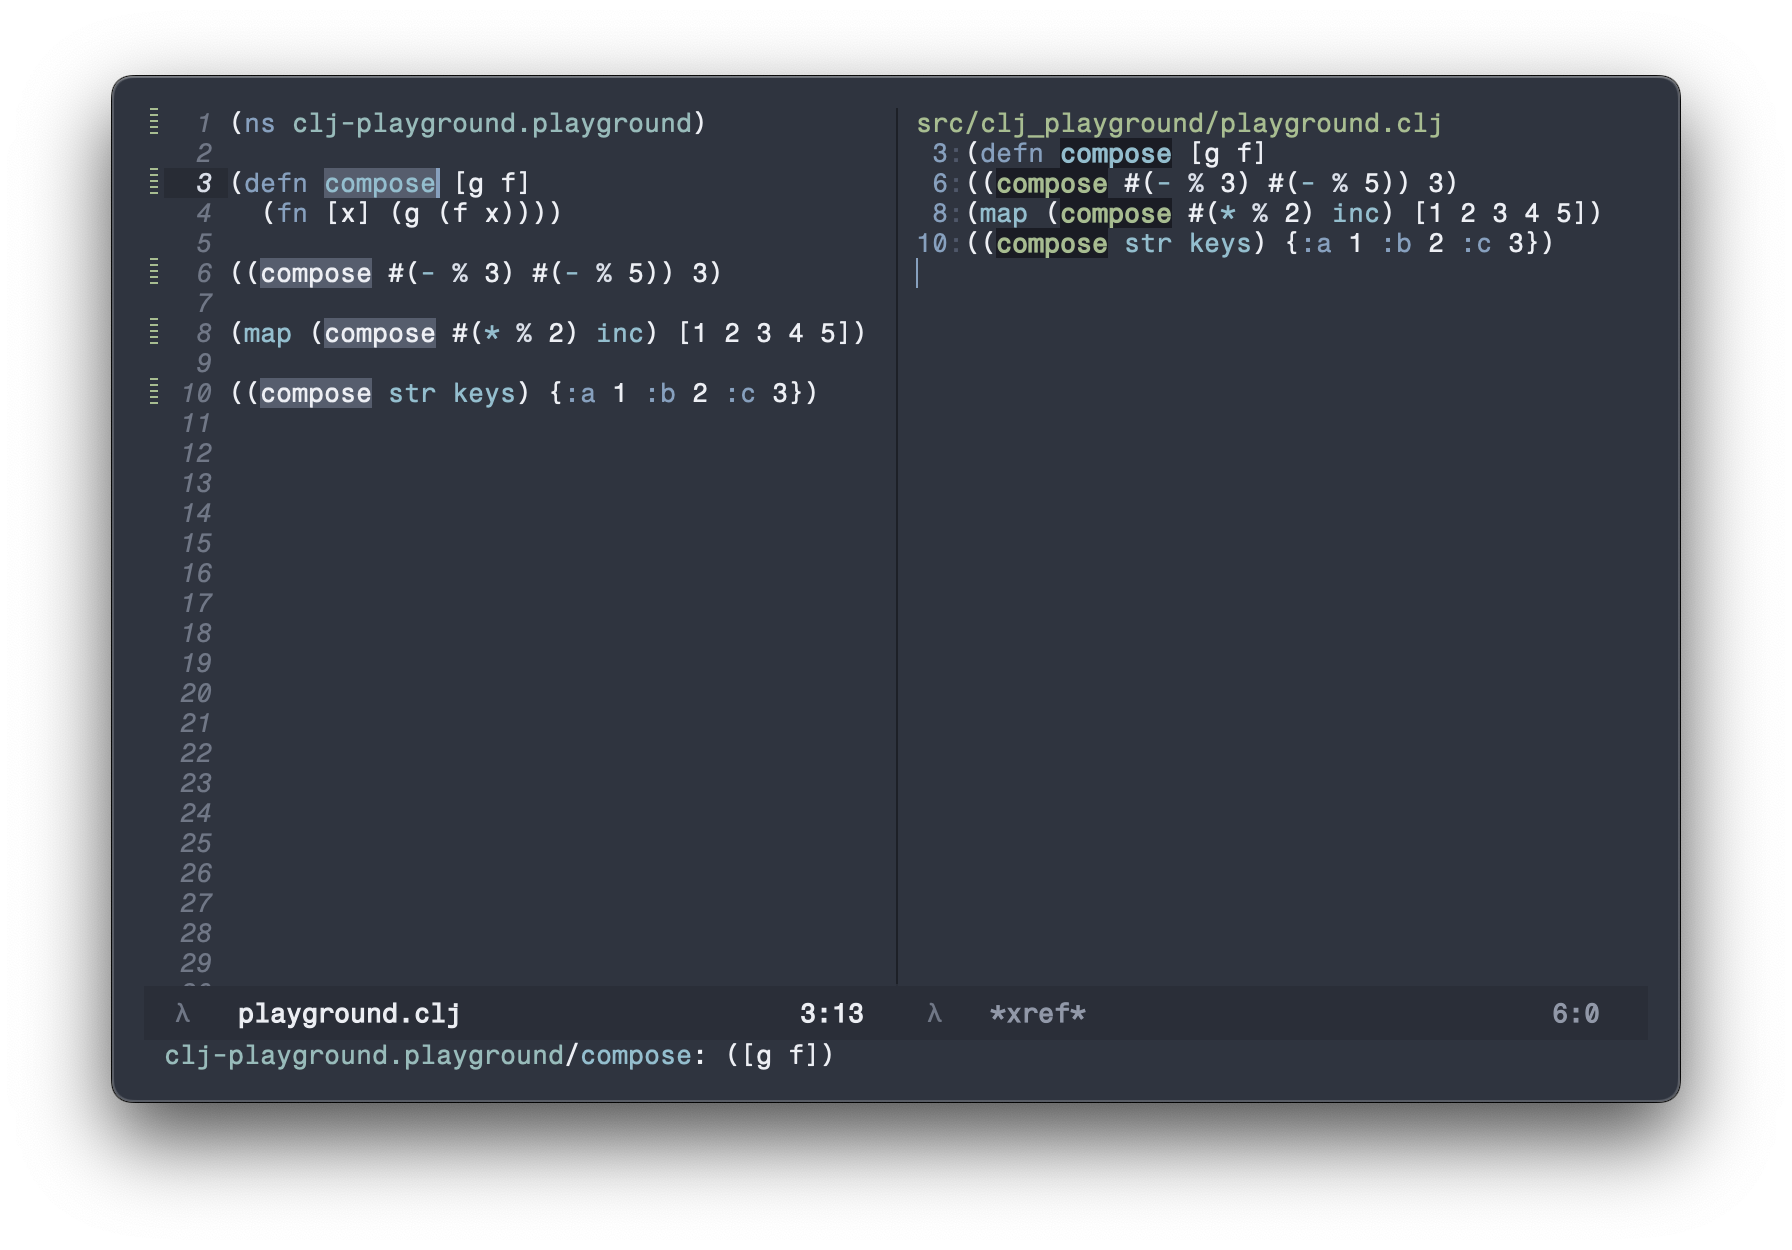 1 (ns clj-playground.playground)
2
3 (defn compose [g f]
4   (fn [x] (g (f x))))
5
6 ((compose #(- % 3) #(- % 5)) 3)
7
8 (map (compose #(* % 2) inc) [1 2 3 4 5])
9
10 ((compose str keys) {:a 1 :b 2 :c 3})
11
12
13
14
15
16
17
18
19
20
21
22
23
24
25
26
27
28
29
λ playground.clj 3:13
src/clj_playground/playground.clj
3:(defn compose [g f]
6:((compose #(- % 3) #(- % 5)) 3)
8:(map (compose #(* % 2) inc) [1 2 3 4 5])
10:((compose str keys) {:a 1 :b 2 :c 3})
λ *xref* 6:0
clj-playground.playground/compose: ([g f])